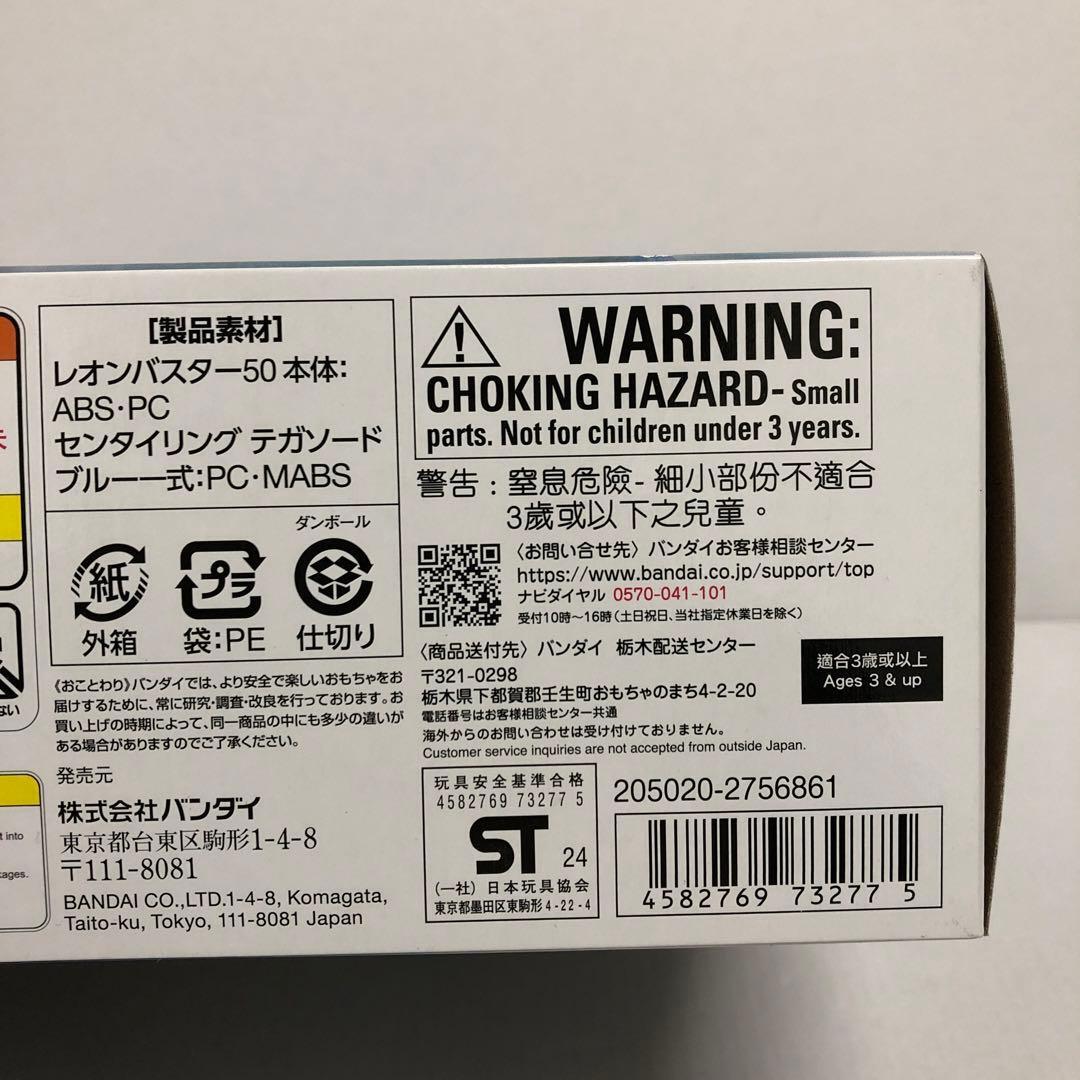 [製品素材]
レオンバスター50 本体:
ABS・PC
センタイリング テガソード
ブルー一式:PC・MABS
ダンボール
紙
プラ
外箱
袋:PE
仕切り
《おことわり》バンダイでは、より安全で楽しいおもちゃをお
届けするために、常に研究・調査・改良を行っております。お
買い上げの時期によって、同一商品の中にも多少の違いが
ある場合がありますのでご了承ください。
発売元
株式会社バンダイ
東京都台東区駒形1-4-8
〒111-8081
BANDAI CO.,LTD.1-4-8, Komagata,
Taito-ku, Tokyo, 111-8081 Japan
WARNING:
CHOKING HAZARD- Small
parts. Not for children under 3 years.
警告:窒息危險-細小部份不適合
3歲或以下之兒童。
〈お問い合せ先〉バンダイお客様相談センター
https://www.bandai.co.jp/support/top
ナビダイヤル 0570-041-101
受付10時〜16時(土日祝日、当社指定休業日を除く)
〈商品送付先〉バンダイ 栃木配送センター
〒321-0298
栃木県下都賀郡壬生町おもちゃのまち4-2-20
電話番号はお客様相談センター共通
海外からのお問い合わせは受け付けておりません。
Customer service inquiries are not accepted from outside Japan.
適合3歳或以上
Ages 3 & up
玩具安全基準合格
4582769 73277 5
ST 24
(一社)日本玩具協会
東京都墨田区東駒形4-22-4
205020-2756861
4582769 73277 5
ない
t into
kages.